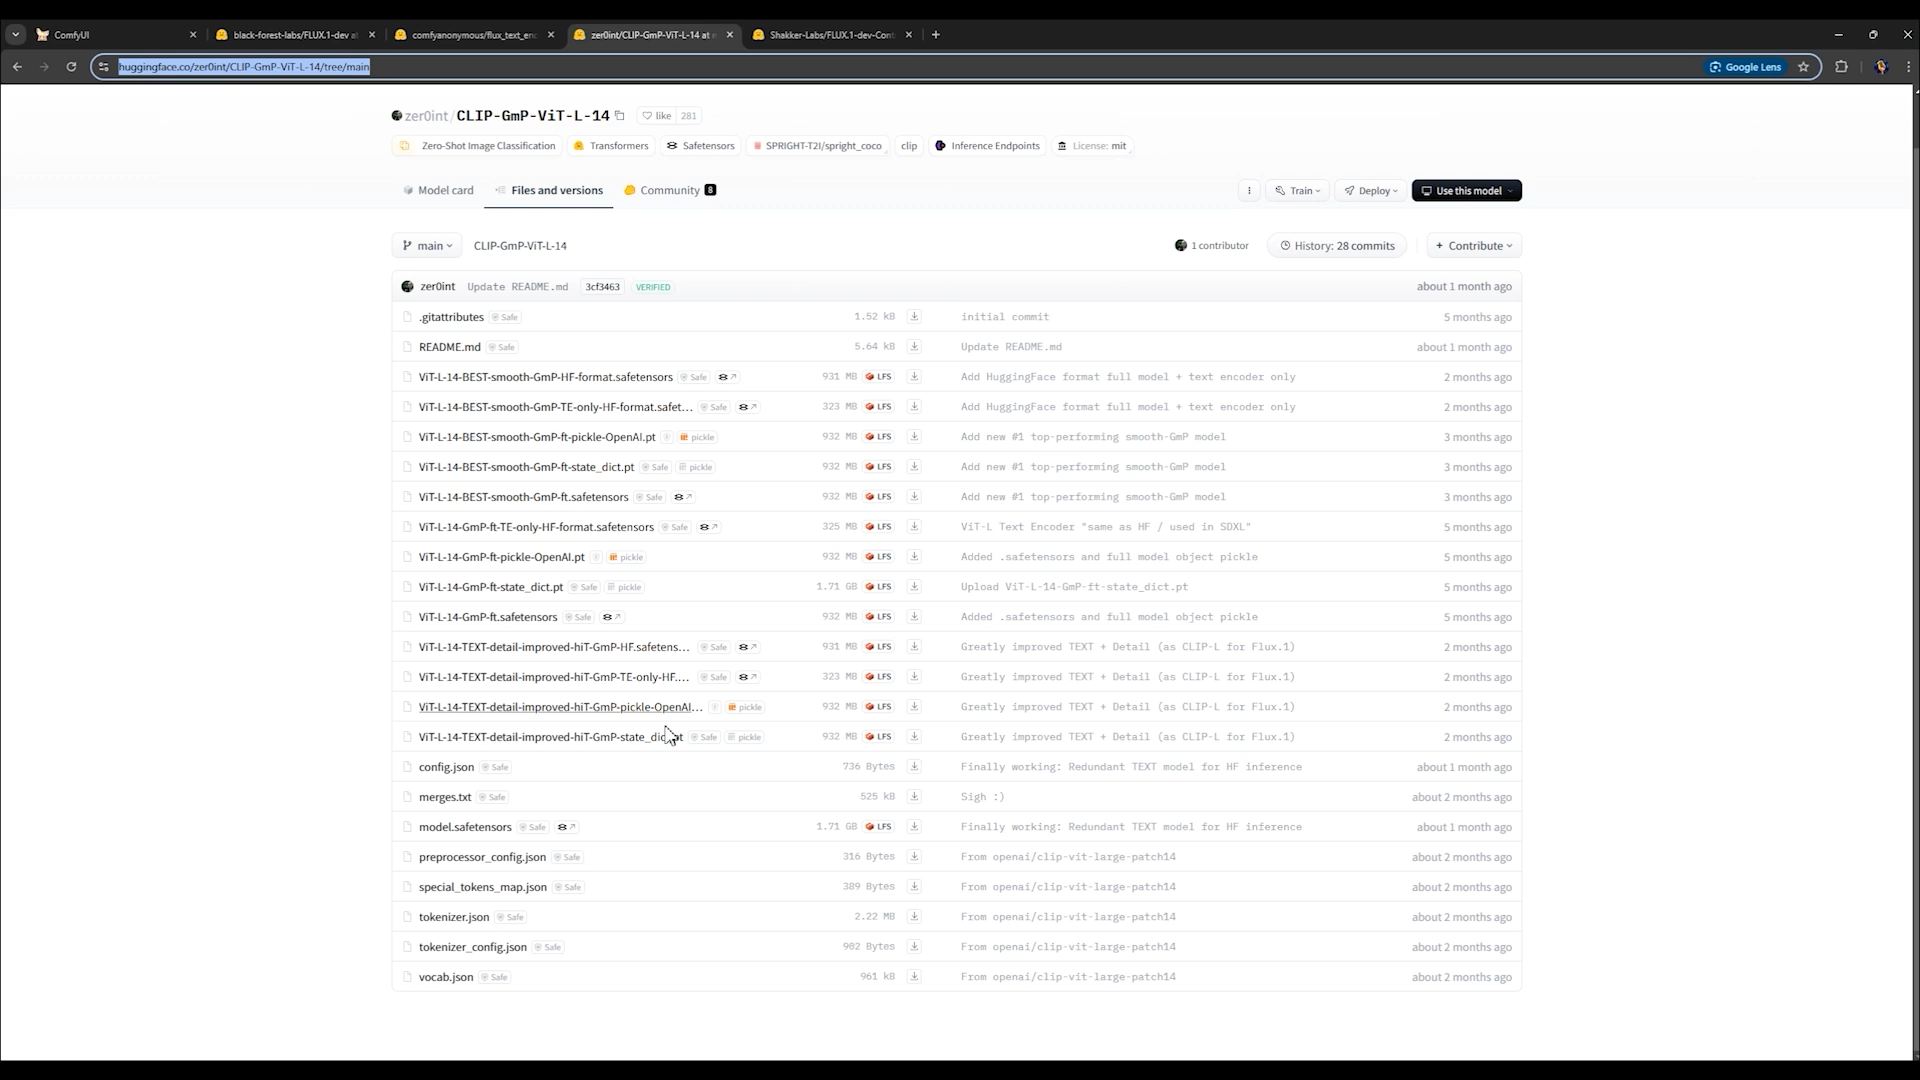 ComfyUI
black-forest-labs/FLUX.1-dev at
comfyanonymous/flux_text_en
zer0int/CLIP-GmP-ViT-L-14 at
Shakker-Labs/FLUX.1-dev-Con
huggingface.co/zer0int/CLIP-GmP-ViT-L-14/tree/main
Google Lens
zer0int/CLIP-GmP-ViT-L-14
like 281
Zero-Shot Image Classification
Transformers
Safetensors
SPRIGHT-T2I/spright_coco
clip
Inference Endpoints
License: mit
Model card
Files and versions
Community 8
Train
Deploy
Use this model
main
CLIP-GmP-ViT-L-14
1 contributor
History: 28 commits
+ Contribute
zer0int Update README.md 3cf3463 VERIFIED about 1 month ago
.gitattributes Safe 1.52 kB initial commit 5 months ago
README.md Safe 5.64 kB Update README.md about 1 month ago
ViT-L-14-BEST-smooth-GmP-HF-format.safetensors Safe 931 MB LFS Add HuggingFace format full model + text encoder only 2 months ago
ViT-L-14-BEST-smooth-GmP-TE-only-HF-format.safet... Safe 323 MB LFS Add HuggingFace format full model + text encoder only 2 months ago
ViT-L-14-BEST-smooth-GmP-ft-pickle-OpenAI.pt pickle 932 MB LFS Add new #1 top-performing smooth-GmP model 3 months ago
ViT-L-14-BEST-smooth-GmP-ft-state_dict.pt Safe pickle 932 MB LFS Add new #1 top-performing smooth-GmP model 3 months ago
ViT-L-14-BEST-smooth-GmP-ft.safetensors Safe 932 MB LFS Add new #1 top-performing smooth-GmP model 3 months ago
ViT-L-14-GmP-ft-TE-only-HF-format.safetensors Safe 325 MB LFS ViT-L Text Encoder "same as HF / used in SDXL" 5 months ago
ViT-L-14-GmP-ft-pickle-OpenAI.pt pickle 932 MB LFS Added .safetensors and full model object pickle 5 months ago
ViT-L-14-GmP-ft-state_dict.pt Safe pickle 1.71 GB LFS Upload ViT-L-14-GmP-ft-state_dict.pt 5 months ago
ViT-L-14-GmP-ft.safetensors Safe 932 MB LFS Added .safetensors and full model object pickle 5 months ago
ViT-L-14-TEXT-detail-improved-hiT-GmP-HF.safetens... Safe 931 MB LFS Greatly improved TEXT + Detail (as CLIP-L for Flux.1) 2 months ago
ViT-L-14-TEXT-detail-improved-hiT-GmP-TE-only-HF.... Safe 323 MB LFS Greatly improved TEXT + Detail (as CLIP-L for Flux.1) 2 months ago
ViT-L-14-TEXT-detail-improved-hiT-GmP-pickle-OpenAI... pickle 932 MB LFS Greatly improved TEXT + Detail (as CLIP-L for Flux.1) 2 months ago
ViT-L-14-TEXT-detail-improved-hiT-GmP-state_dict.pt Safe pickle 932 MB LFS Greatly improved TEXT + Detail (as CLIP-L for Flux.1) 2 months ago
config.json Safe 736 Bytes Finally working: Redundant TEXT model for HF inference about 1 month ago
merges.txt Safe 525 kB Sigh :) about 2 months ago
model.safetensors Safe 1.71 GB LFS Finally working: Redundant TEXT model for HF inference about 1 month ago
preprocessor_config.json Safe 316 Bytes From openai/clip-vit-large-patch14 about 2 months ago
special_tokens_map.json Safe 389 Bytes From openai/clip-vit-large-patch14 about 2 months ago
tokenizer.json Safe 2.22 MB From openai/clip-vit-large-patch14 about 2 months ago
tokenizer_config.json Safe 902 Bytes From openai/clip-vit-large-patch14 about 2 months ago
vocab.json Safe 961 kB From openai/clip-vit-large-patch14 about 2 months ago